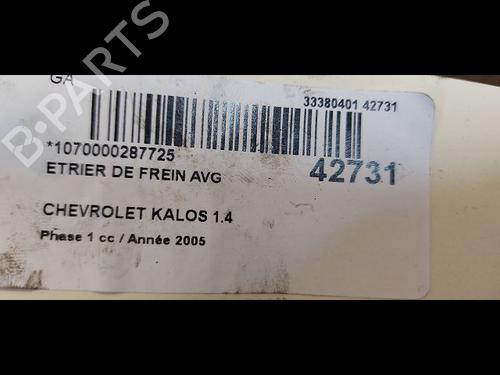 GA
33380401 42731
*1070000287725
42731
ETRIER DE FREIN AVG
CHEVROLET KALOS 1.4
Phase 1 cc / Année 2005
B-PARTS